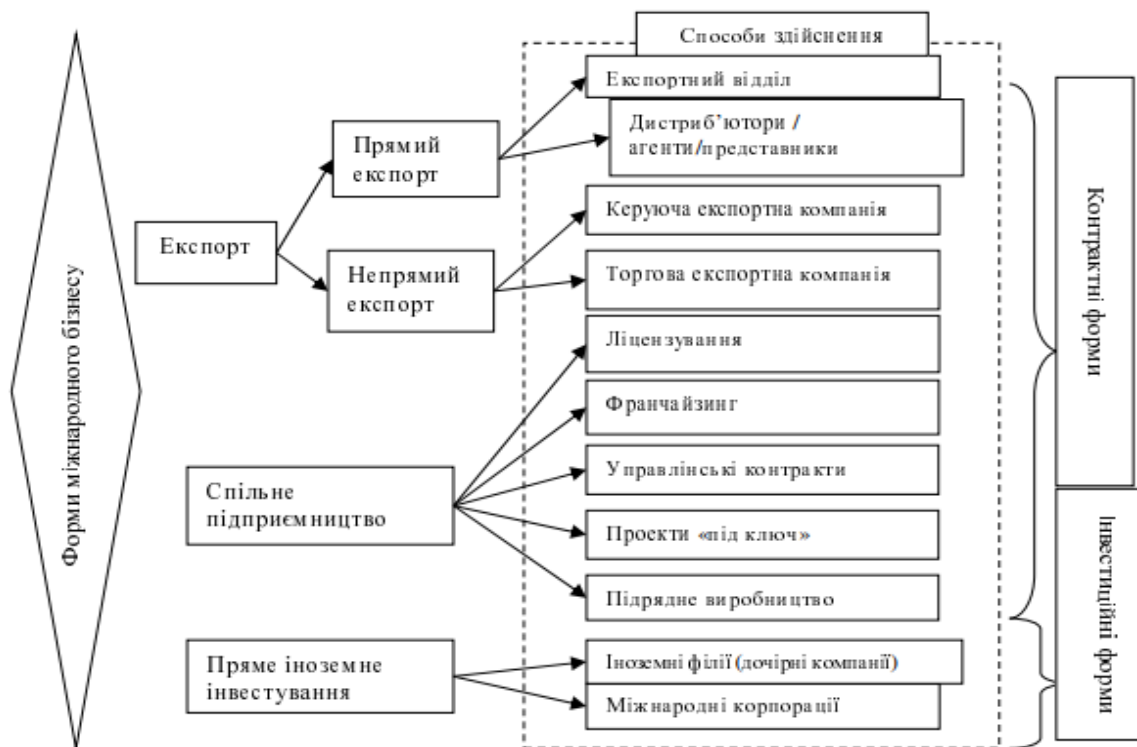 Способи здійснення
Експортний відділ
Дистриб’ютори /
агенти/представники
Прямий
експорт
Керуюча експортна компанія
Експорт
Непрямий
експорт
Торгова експортна компанія
Ліцензування
Франчайзинг
Управлінські контракти
Спільне
підприємництво
Проекти «під ключ»
Підрядне виробництво
Пряме іноземне
інвестування
Іноземні філії (дочірні компанії)
Міжнародні корпорації
Форми міжнародного бізнесу
Контрактні форми
Інвестиційні форми